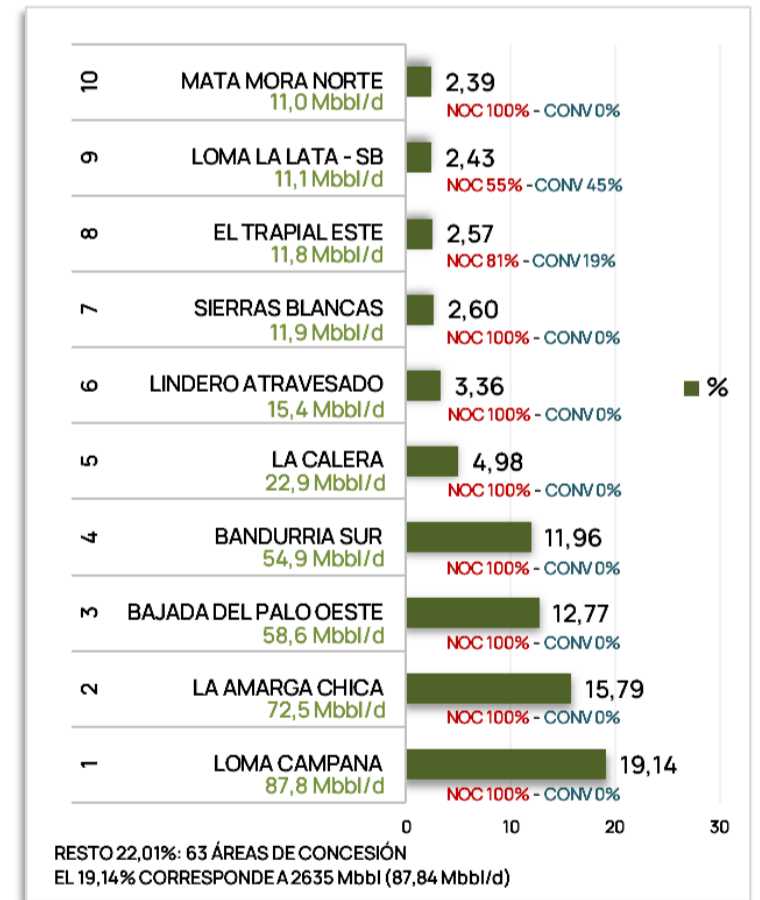 10 MATA MORA NORTE 2,39
11,0 Mbbl/d NOC 100% - CONV 0%
9 LOMA LA LATA - SB 2,43
11,1 Mbbl/d NOC 55% - CONV 45%
8 EL TRAPIAL ESTE 2,57
11,8 Mbbl/d NOC 81% - CONV 19%
7 SIERRAS BLANCAS 2,60
11,9 Mbbl/d NOC 100% - CONV 0%
6 LINDERO ATRAVESADO 3,36
15,4 Mbbl/d NOC 100% - CONV 0%
%
5 LA CALERA 4,98
22,9 Mbbl/d NOC 100% - CONV 0%
4 BANDURRIA SUR 11,96
54,9 Mbbl/d NOC 100% - CONV 0%
3 BAJADA DEL PALO OESTE 12,77
58,6 Mbbl/d NOC 100% - CONV 0%
2 LA AMARGA CHICA 15,79
72,5 Mbbl/d NOC 100% - CONV 0%
1 LOMA CAMPANA 19,14
87,8 Mbbl/d NOC 100% - CONV 0%
0 10 20 30
RESTO 22,01%: 63 ÁREAS DE CONCESIÓN
EL 19,14% CORRESPONDE A 2635 Mbbl (87,84 Mbbl/d)